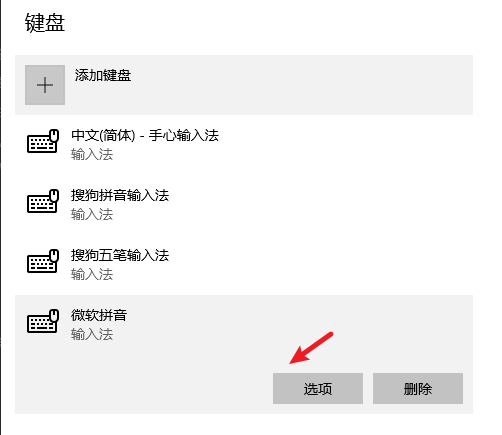 键盘
添加键盘
中文(简体) - 手心输入法
输入法
搜狗拼音输入法
输入法
搜狗五笔输入法
输入法
微软拼音
输入法
选项
删除